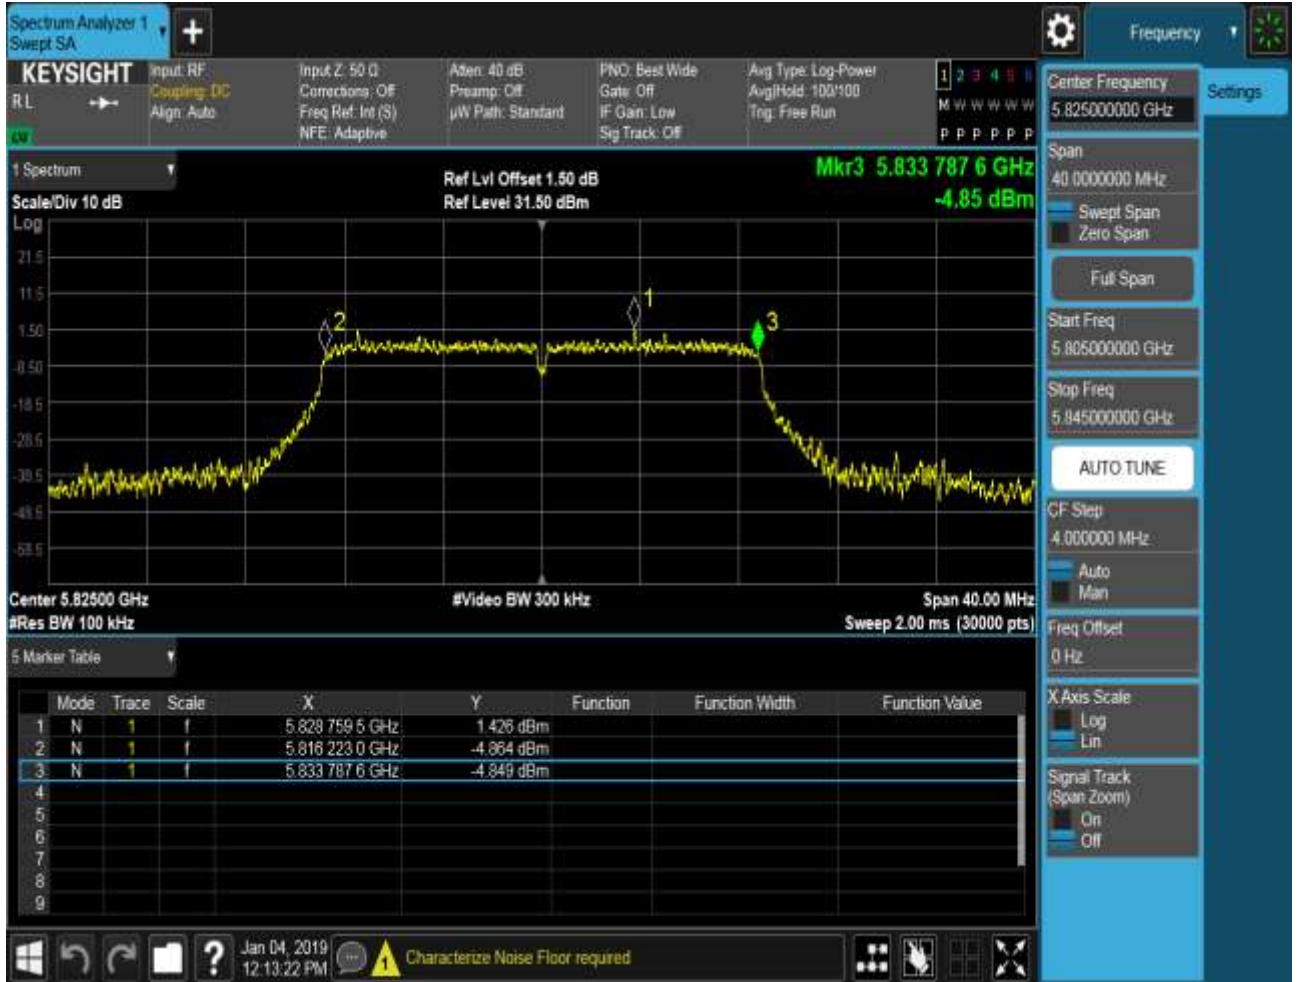 Spectrum Analyzer 1
Swept SA
Frequency
KEYSIGHT
R L
Input: RF
Coupling: DC
Align: Auto
Input Z: 50 Ω
Corrections: Off
Freq Ref: Int (S)
NFE: Adaptive
Atten: 40 dB
Preamp: Off
µW Path: Standard
PNO: Best Wide
Gate: Off
IF Gain: Low
Sig Track: Off
Avg Type: Log-Power
Avg|Hold: 100/100
Trig: Free Run
1 2 3 4 5 6
M W W W W W
P P P P P P
1 Spectrum
Scale/Div 10 dB
Ref Lvl Offset 1.50 dB
Ref Level 31.50 dBm
Mkr3 5.833 787 6 GHz
-4.85 dBm
Log
21.5
11.5
1.50
-8.50
-18.5
-28.5
-38.5
-48.5
-58.5
1
2
3
Center 5.82500 GHz
#Res BW 100 kHz
#Video BW 300 kHz
Span 40.00 MHz
Sweep 2.00 ms (30000 pts)
5 Marker Table
Mode Trace Scale X Y Function Function Width Function Value
1 N 1 f 5.828 759 5 GHz 1.426 dBm
2 N 1 f 5.816 223 0 GHz -4.864 dBm
3 N 1 f 5.833 787 6 GHz -4.849 dBm
4
5
6
7
8
9
Jan 04, 2019
12:13:22 PM
1
Characterize Noise Floor required
Center Frequency
5.825000000 GHz
Settings
Span
40.0000000 MHz
Swept Span
Zero Span
Full Span
Start Freq
5.805000000 GHz
Stop Freq
5.845000000 GHz
AUTO TUNE
CF Step
4.000000 MHz
Auto
Man
Freq Offset
0 Hz
X Axis Scale
Log
Lin
Signal Track
(Span Zoom)
On
Off